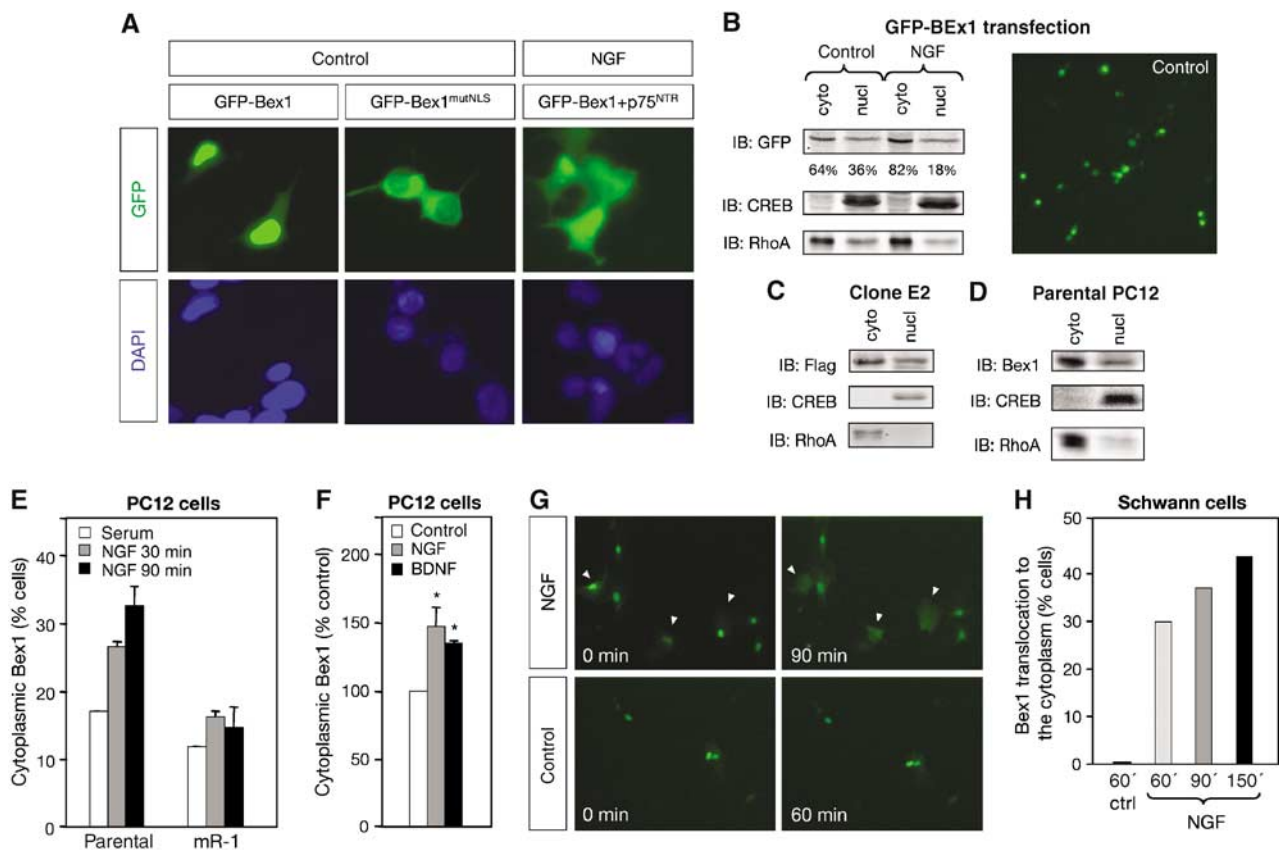 A
Control
NGF
GFP-Bex1
GFP-Bex1mutNLS
GFP-Bex1+p75NTR
GFP
DAPI
B
GFP-BEx1 transfection
Control
NGF
cyto
nucl
cyto
nucl
IB: GFP
64% 36% 82% 18%
IB: CREB
IB: RhoA
Control
C
Clone E2
cyto
nucl
IB: Flag
IB: CREB
IB: RhoA
D
Parental PC12
cyto
nucl
IB: Bex1
IB: CREB
IB: RhoA
E
PC12 cells
Serum
NGF 30 min
NGF 90 min
Cytoplasmic Bex1 (% cells)
40
30
20
10
0
Parental
mR-1
F
PC12 cells
Control
NGF
BDNF
Cytoplasmic Bex1 (% control)
200
150
100
50
0
*
*
G
NGF
0 min
90 min
Control
0 min
60 min
H
Schwann cells
Bex1 translocation to
the cytoplasm (% cells)
50
40
30
20
10
0
60´ 60´ 90´ 150´
ctrl
NGF